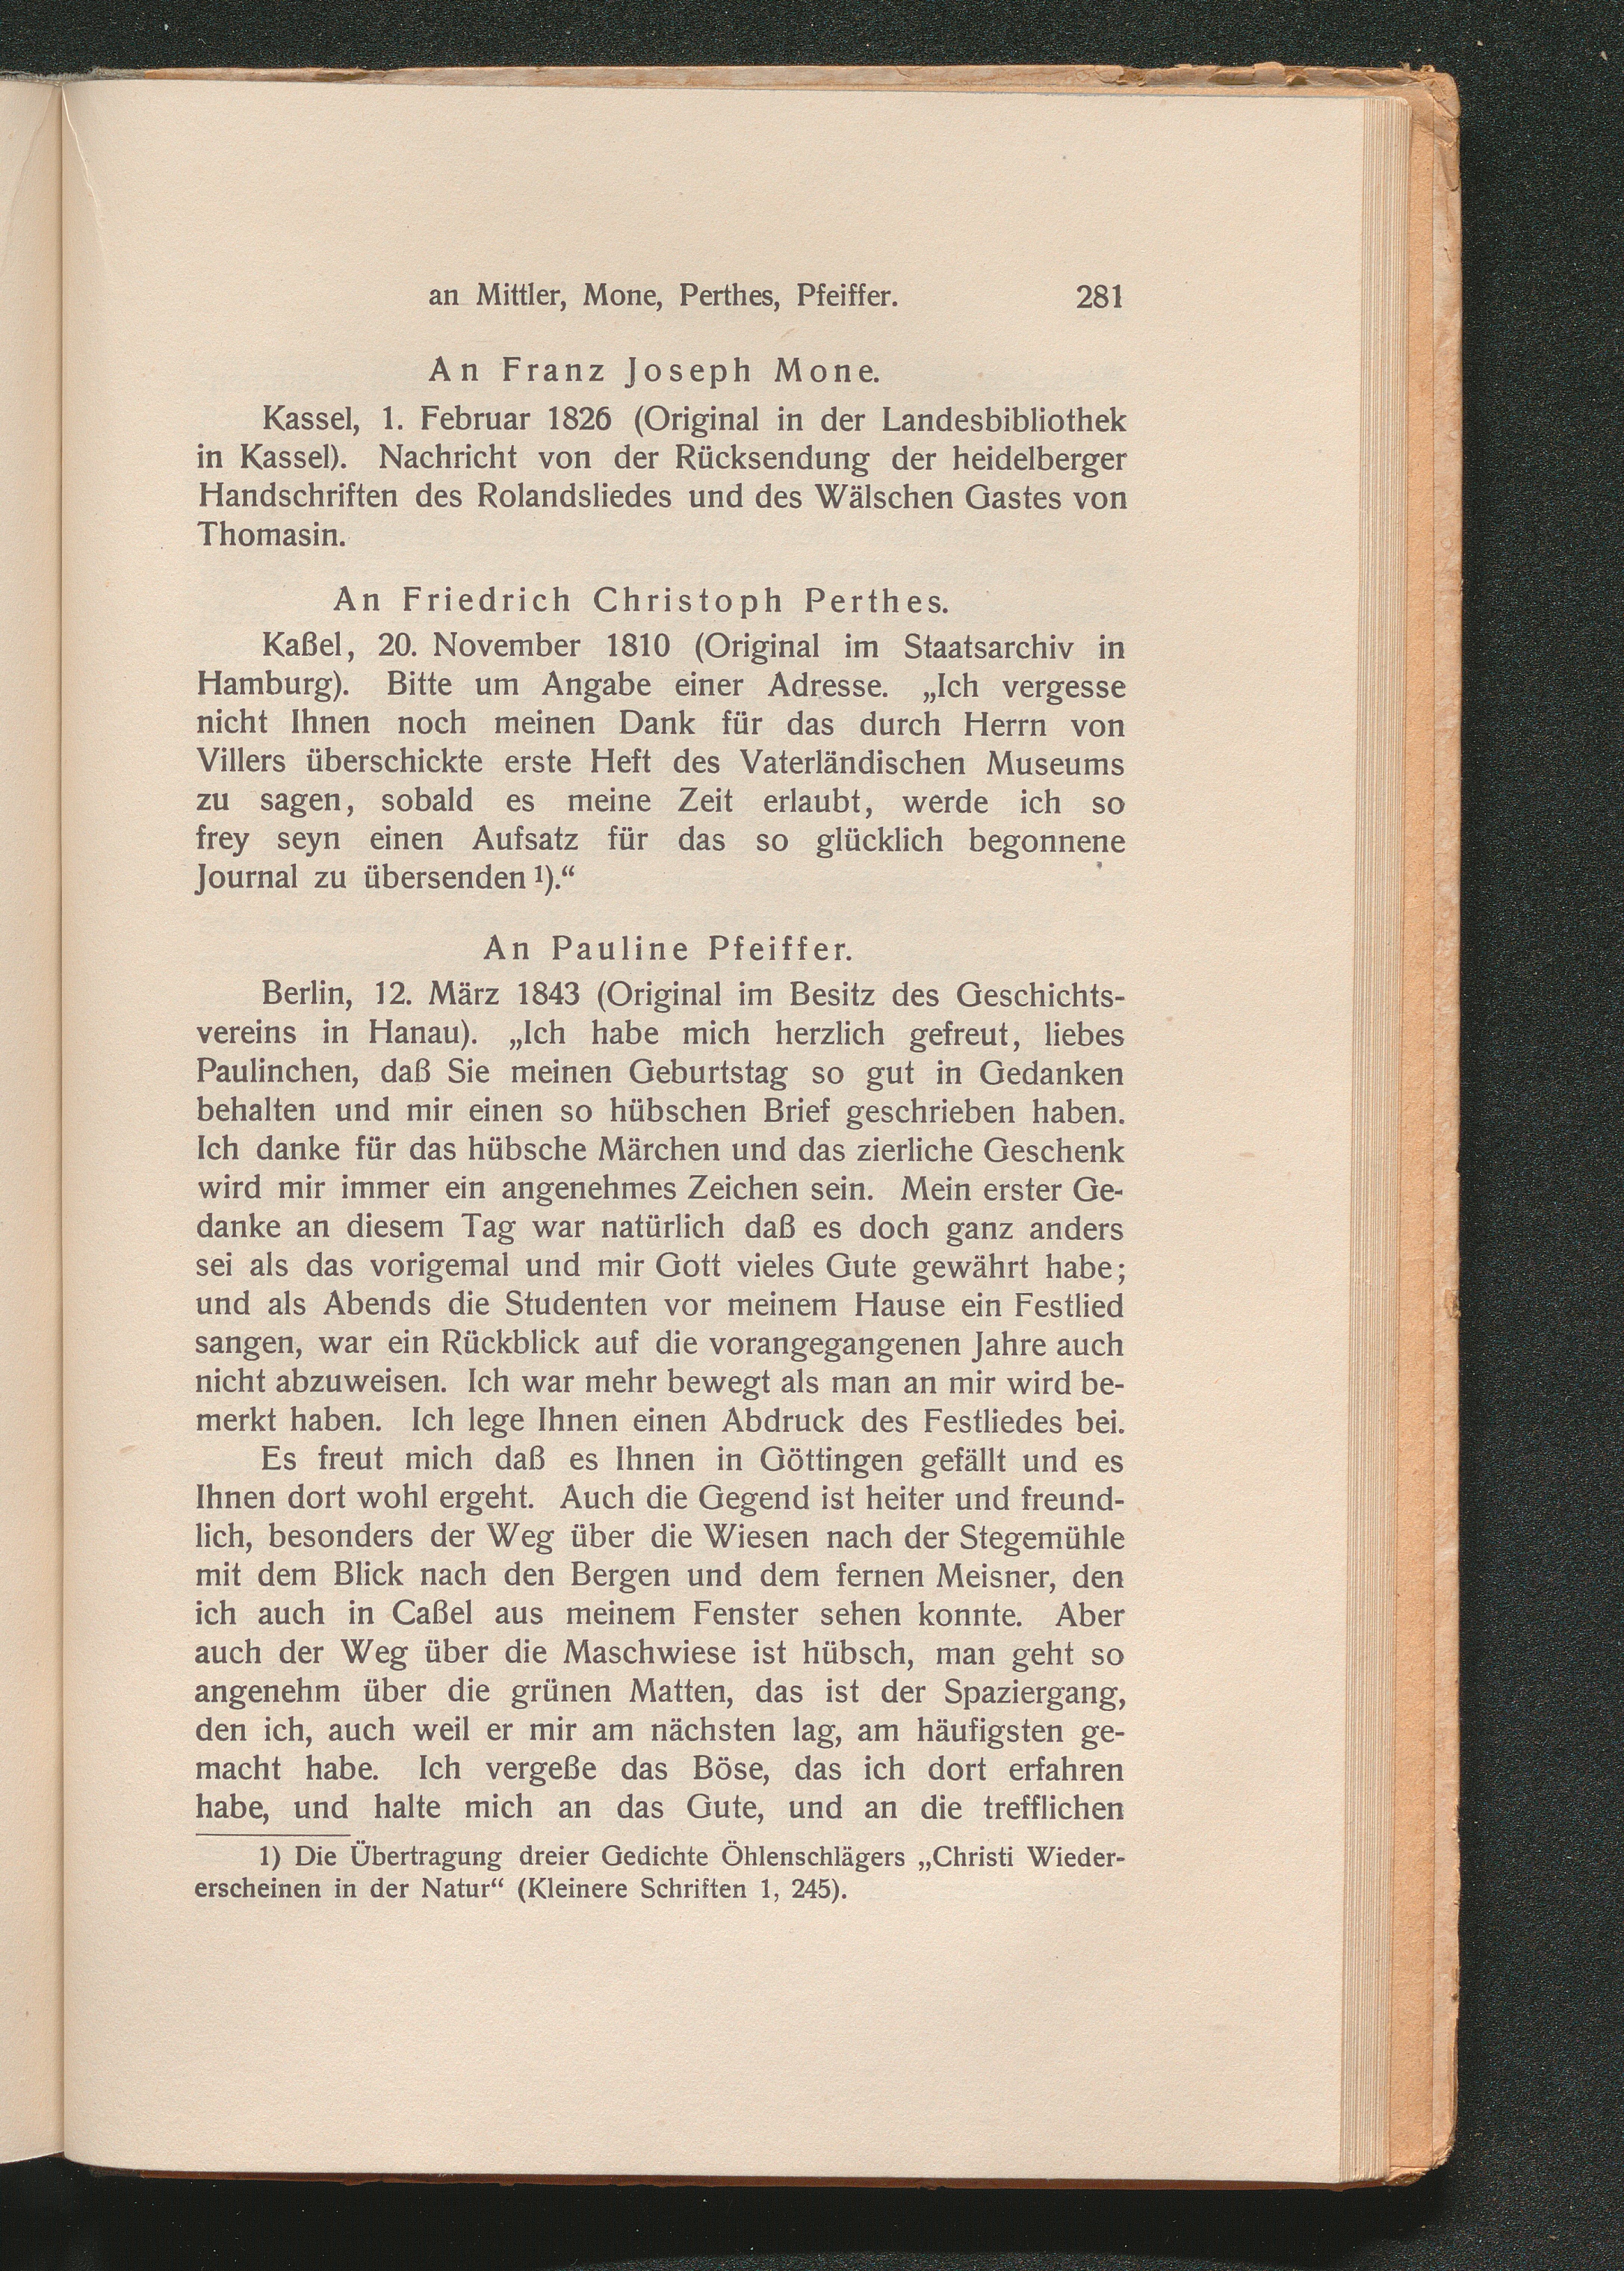 an Mittler, Mone, Perthes, Pfeiffer. 281
An Franz Joseph Mone.
Kassel, 1. Februar 1826 (Original in der Landesbibliothek
in Kassel). Nachricht von der Rücksendung der heidelberger
Handschriften des Rolandsliedes und des Wälschen Gastes von
Thomasin.
An Friedrich Christoph Perthes.
Kaßel, 20. November 1810 (Original im Staatsarchiv in
Hamburg). Bitte um Angabe einer Adresse. „Ich vergesse
nicht Ihnen noch meinen Dank für das durch Herrn von
Villers überschickte erste Heft des Vaterländischen Museums
zu sagen, sobald es meine Zeit erlaubt, werde ich so
frey seyn einen Aufsatz für das so glücklich begonnene
Journal zu übersenden ¹).“
An Pauline Pfeiffer.
Berlin, 12. März 1843 (Original im Besitz des Geschichts-
vereins in Hanau). „Ich habe mich herzlich gefreut, liebes
Paulinchen, daß Sie meinen Geburtstag so gut in Gedanken
behalten und mir einen so hübschen Brief geschrieben haben.
Ich danke für das hübsche Märchen und das zierliche Geschenk
wird mir immer ein angenehmes Zeichen sein. Mein erster Ge-
danke an diesem Tag war natürlich daß es doch ganz anders
sei als das vorigemal und mir Gott vieles Gute gewährt habe;
und als Abends die Studenten vor meinem Hause ein Festlied
sangen, war ein Rückblick auf die vorangegangenen Jahre auch
nicht abzuweisen. Ich war mehr bewegt als man an mir wird be-
merkt haben. Ich lege Ihnen einen Abdruck des Festliedes bei.
Es freut mich daß es Ihnen in Göttingen gefällt und es
Ihnen dort wohl ergeht. Auch die Gegend ist heiter und freund-
lich, besonders der Weg über die Wiesen nach der Stegemühle
mit dem Blick nach den Bergen und dem fernen Meisner, den
ich auch in Caßel aus meinem Fenster sehen konnte. Aber
auch der Weg über die Maschwiese ist hübsch, man geht so
angenehm über die grünen Matten, das ist der Spaziergang,
den ich, auch weil er mir am nächsten lag, am häufigsten ge-
macht habe. Ich vergeße das Böse, das ich dort erfahren
habe, und halte mich an das Gute, und an die trefflichen
1) Die Übertragung dreier Gedichte Öhlenschlägers „Christi Wieder-
erscheinen in der Natur“ (Kleinere Schriften 1, 245).